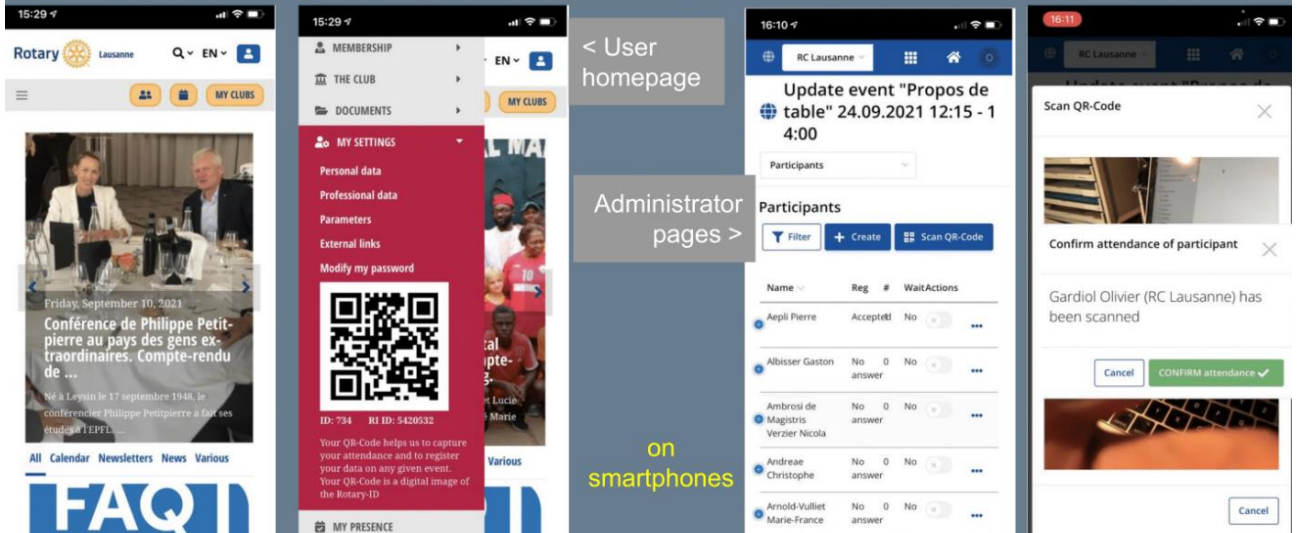 15:29
Rotary
Lausanne
EN
MY CLUBS
Friday, September 10, 2021
Conférence de Philippe Petit-
pierre au pays des gens ex-
traordinaires. Compte-rendu
de ...
Né à Leysin le 17 septembre 1948, le
conférencier Philippe Petitpierre a fait ses
études à l'EPFL. ...
All Calendar Newsletters News Various
FAQ
15:29
MEMBERSHIP
THE CLUB
DOCUMENTS
MY SETTINGS
Personal data
Professional data
Parameters
External links
Modify my password
ID: 734 RI ID: 5420532
Your QR-Code helps us to capture
your attendance and to register
your data on any given event.
Your QR-Code is a digital image of
the Rotary-ID
MY PRESENCE
EN
MY CLUBS
10
et Lucie
Marie
Various
< User
homepage
Administrator
pages >
on
smartphones
16:10
RC Lausanne
O
Update event "Propos de
table" 24.09.2021 12:15 - 1
4:00
Participants
Participants
Filter
+ Create
Scan QR-Code
Name Reg # Wait Actions
Aepli Pierre Accepted No
Albisser Gaston No 0 No
answer
Ambrosi de No 0 No
Magistris answer
Verzier Nicola
Andreae No 0 No
Christophe answer
Arnold-Vulliet No 0 No
Marie-France answer
16:11
RC Lausanne
Update event "Propos de
Scan QR-Code
Confirm attendance of participant
Gardiol Olivier (RC Lausanne) has
been scanned
Cancel
CONFIRM attendance
Cancel